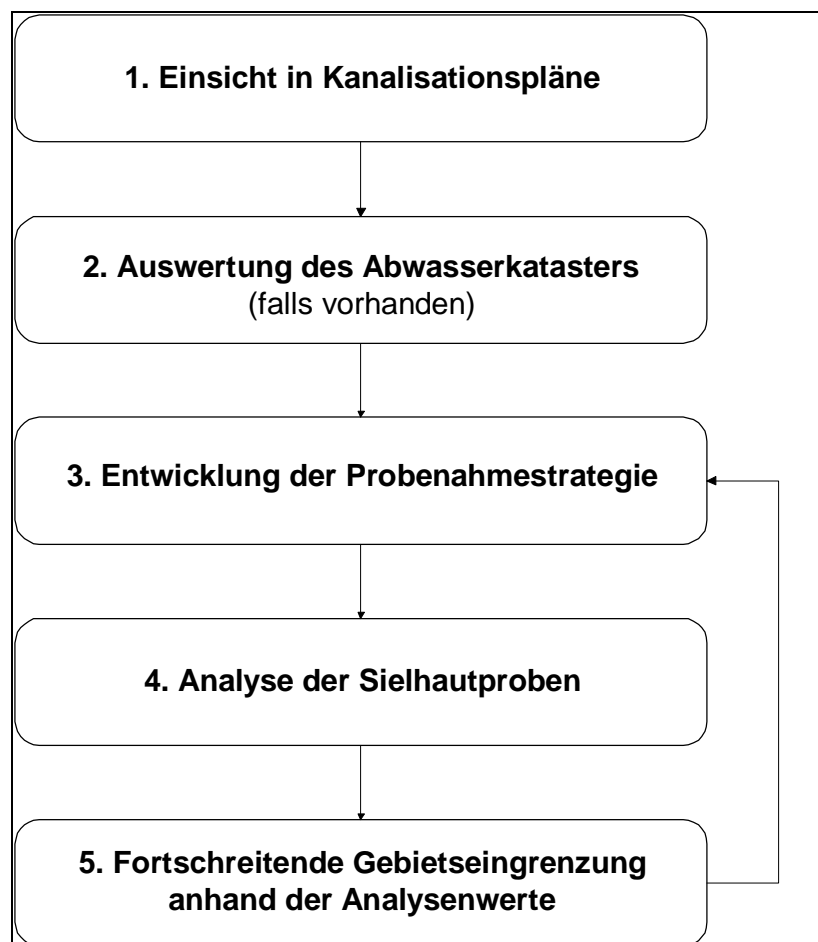 1. Einsicht in Kanalisationspläne
2. Auswertung des Abwasserkatasters
(falls vorhanden)
3. Entwicklung der Probenahmestrategie
4. Analyse der Sielhautproben
5. Fortschreitende Gebietseingrenzung
anhand der Analysenwerte